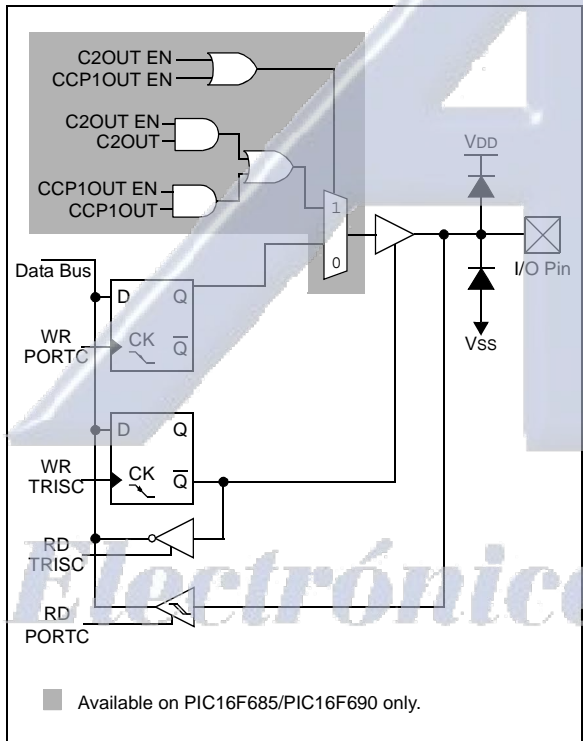 C2OUT EN
CCP1OUT EN
C2OUT EN
C2OUT
CCP1OUT EN
CCP1OUT
VDD
1
0
I/O Pin
VSS
Data Bus
D Q
WR
PORTC
CK Q
D Q
WR
TRISC
CK Q
RD
TRISC
Electrónica
RD
PORTC
Available on PIC16F685/PIC16F690 only.